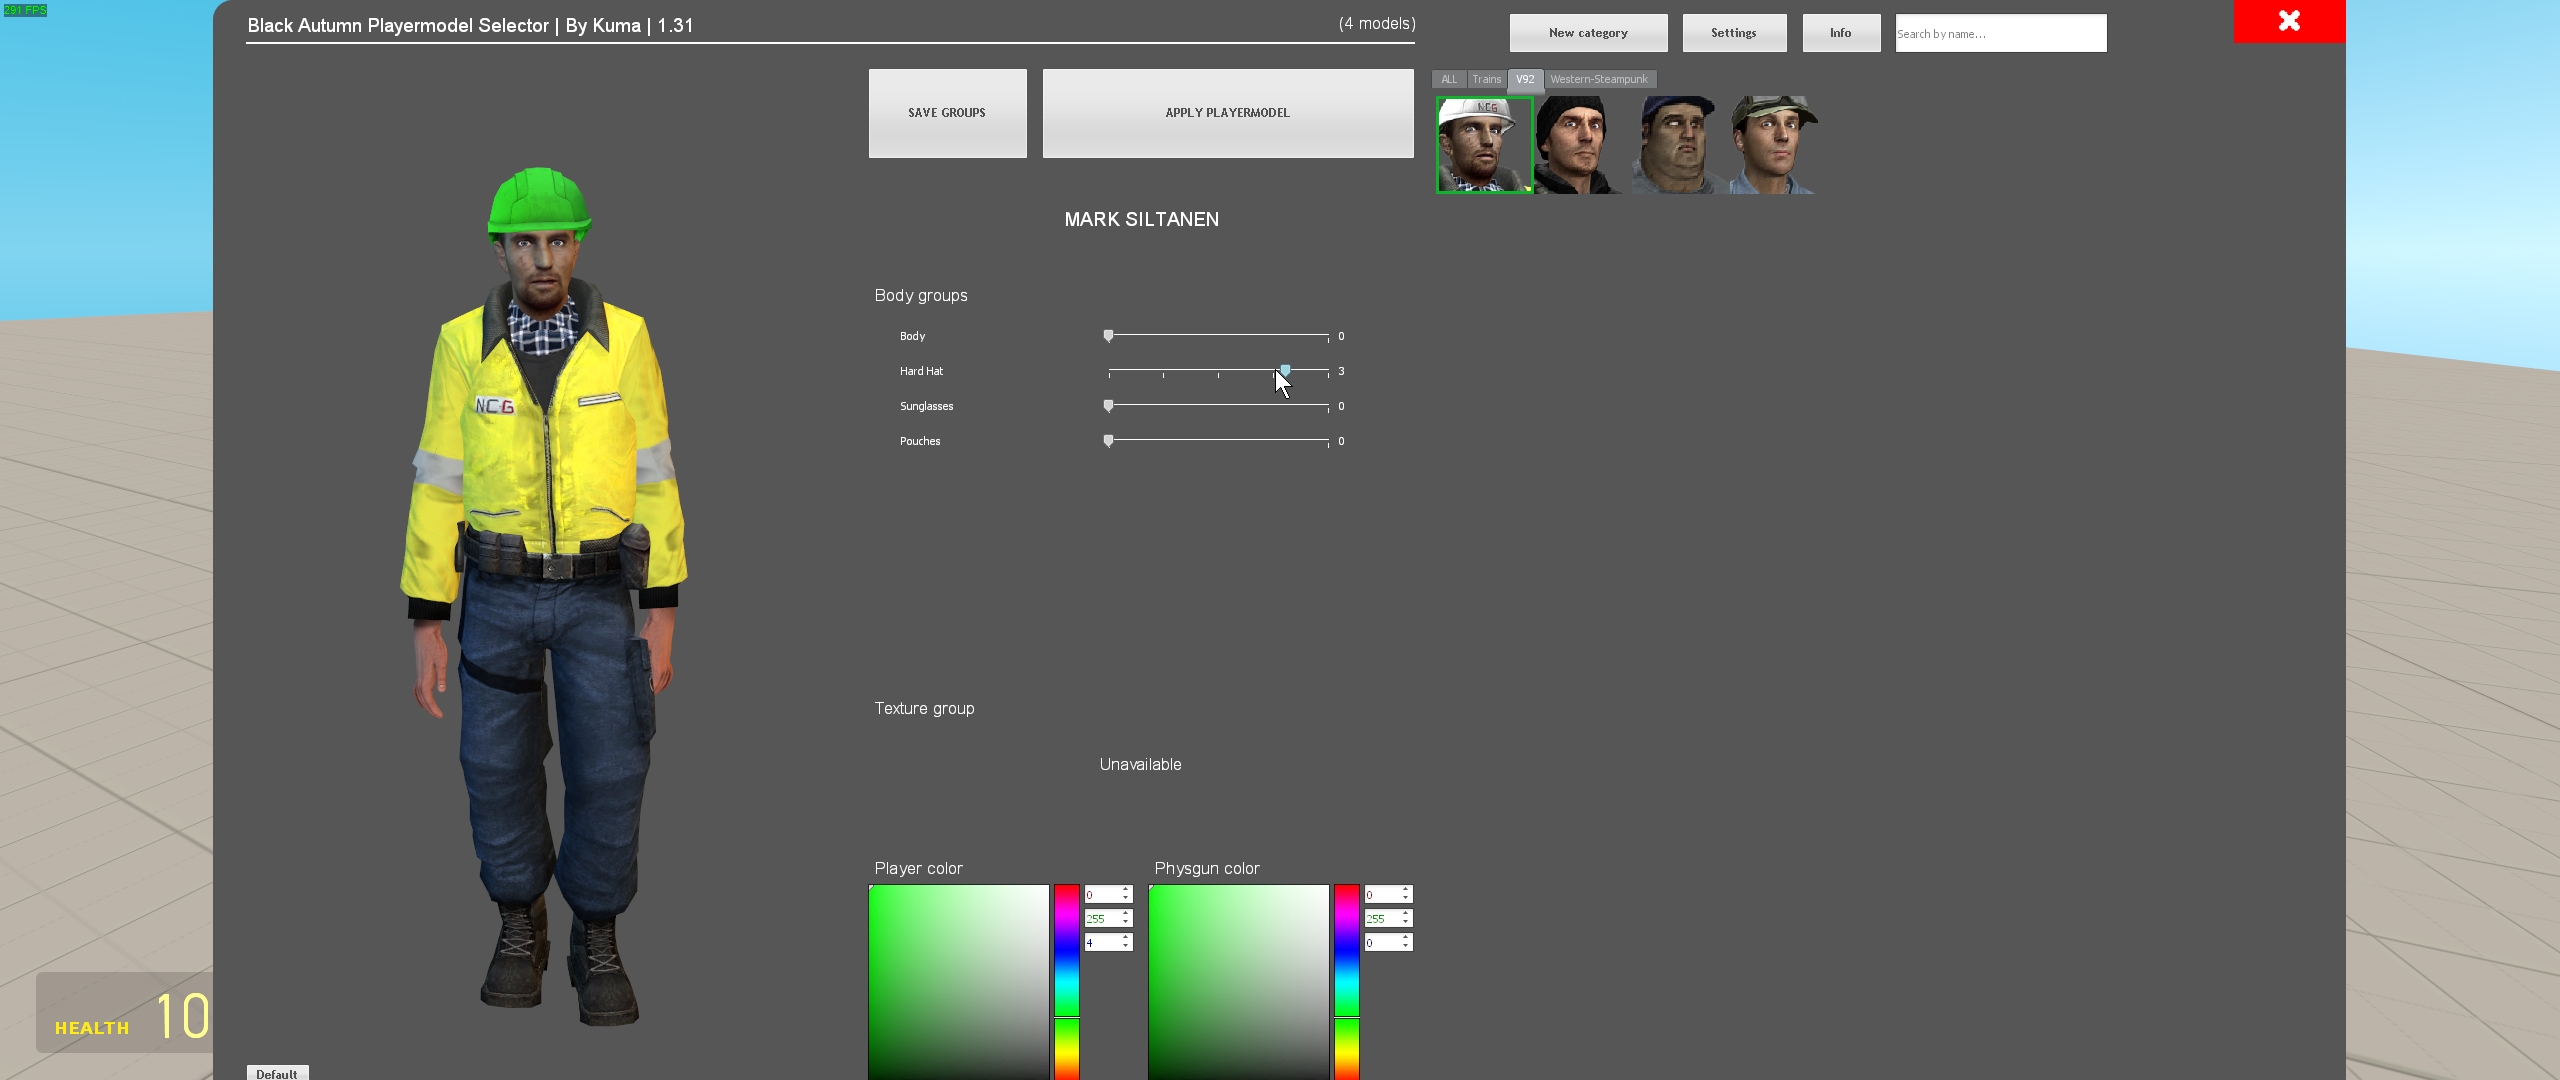 291 FPS
Black Autumn Playermodel Selector | By Kuma | 1.31
(4 models)
New category
Settings
Info
Search by name...
SAVE GROUPS
APPLY PLAYERMODEL
ALL
Trains
V92
Western-Steampunk
NCG
MARK SILTANEN
Body groups
Body
0
Hard Hat
3
Sunglasses
0
Pouches
0
NCG
Texture group
Unavailable
Player color
Physgun color
0
255
4
0
255
0
HEALTH 10
Default